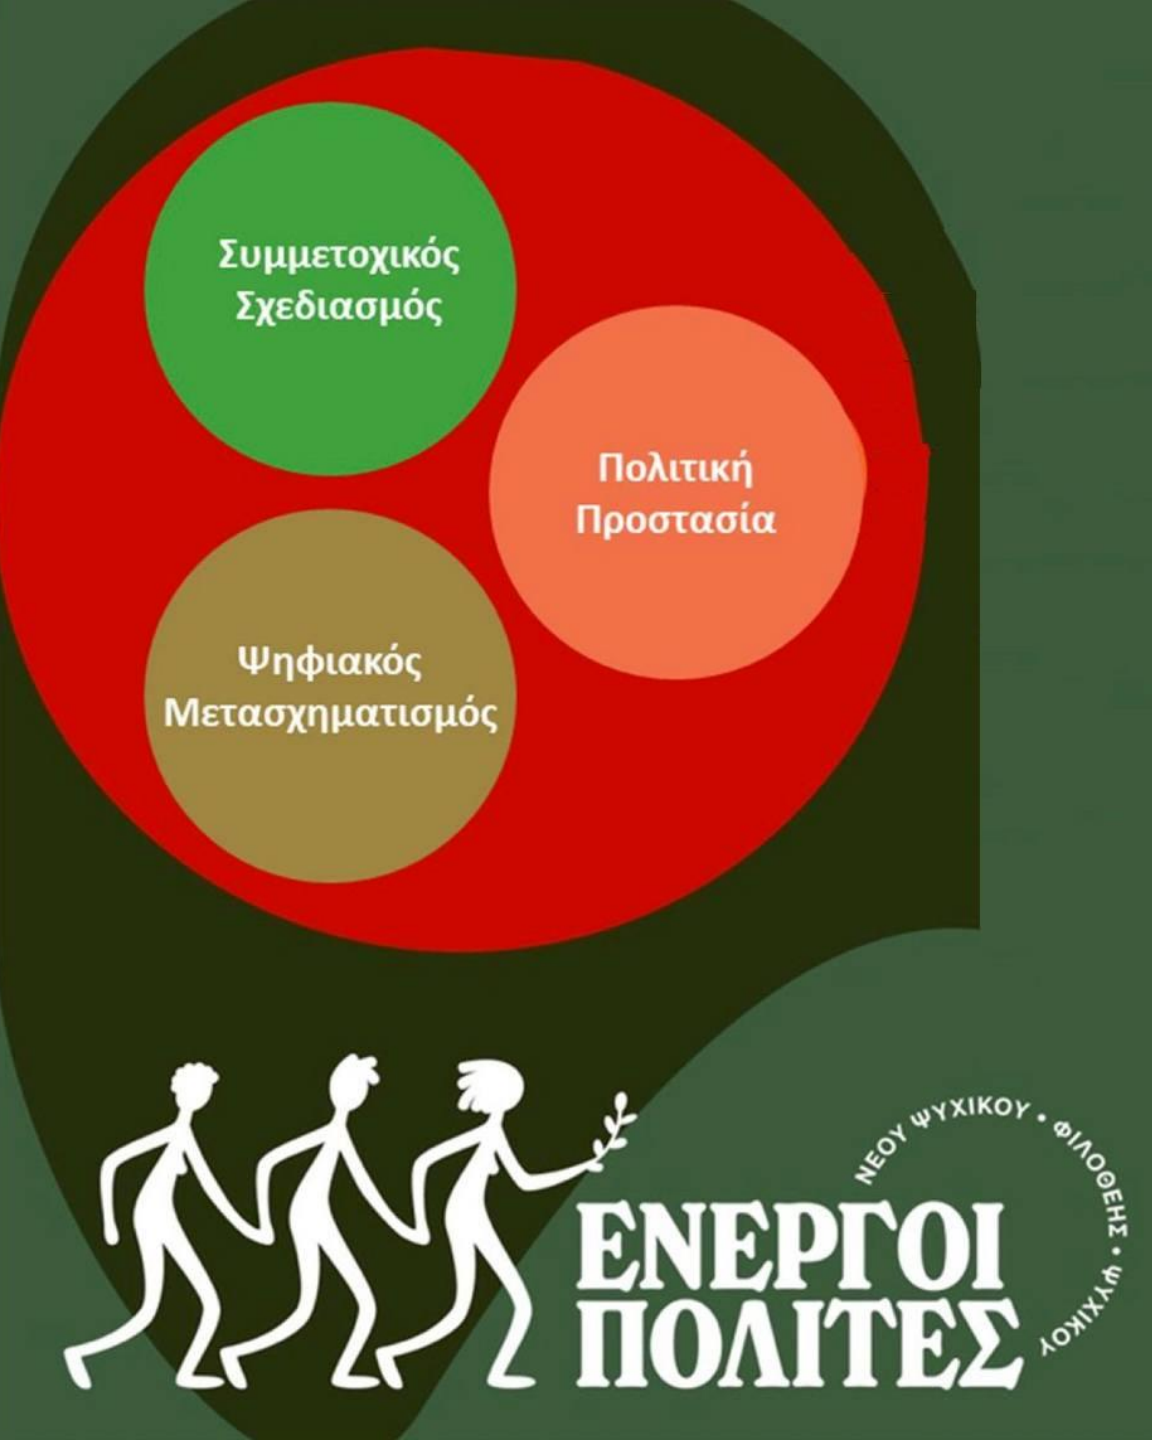 Συμμετοχικός
Σχεδιασμός
Πολιτική
Προστασία
Ψηφιακός
Μετασχηματισμός
ΝΕΟΥ ΨΥΧΙΚΟΥ • ΦΙΛΟΘΕΗΣ • ΨΥΧΙΚΟΥ
ΕΝΕΡΓΟΙ
ΠΟΛΙΤΕΣ